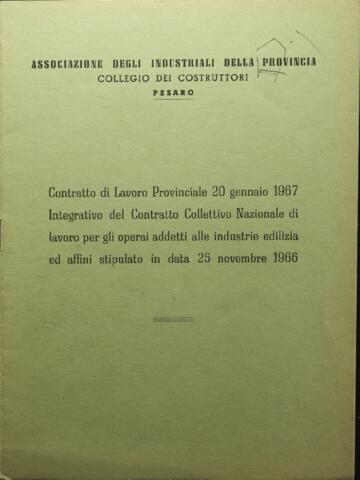 ASSOCIAZIONE DEGLI INDUSTRIALI DELLA PROVINCIA
COLLEGIO DEI COSTRUTTORI
PESARO
Contratto di Lavoro Provinciale 20 gennaio 1967
Integrativo del Contratto Collettivo Nazionale di
lavoro per gli operai addetti alle industrie edilizia
ed affini stipulato in data 25 novembre 1966